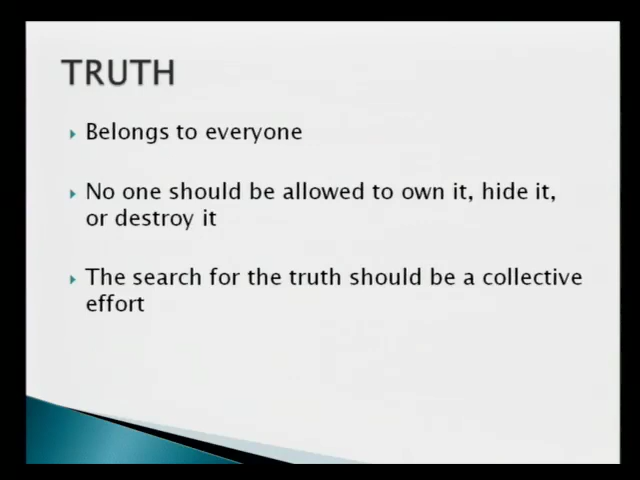 TRUTH
Belongs to everyone
No one should be allowed to own it, hide it,
or destroy it
The search for the truth should be a collective
effort